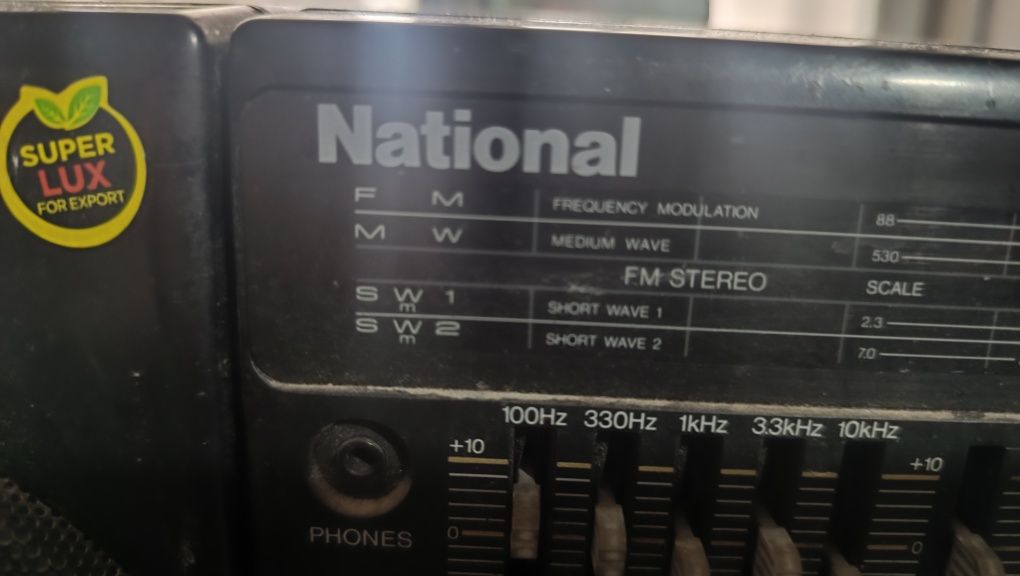 SUPER
LUX
FOR EXPORT
National
F M FREQUENCY MODULATION 88
M W MEDIUM WAVE 530
FM STEREO SCALE
S W m 1 SHORT WAVE 1 2.3
S W m 2 SHORT WAVE 2 7.0
100Hz 330Hz 1kHz 3.3kHz 10kHz
+10 +10
0 0
PHONES